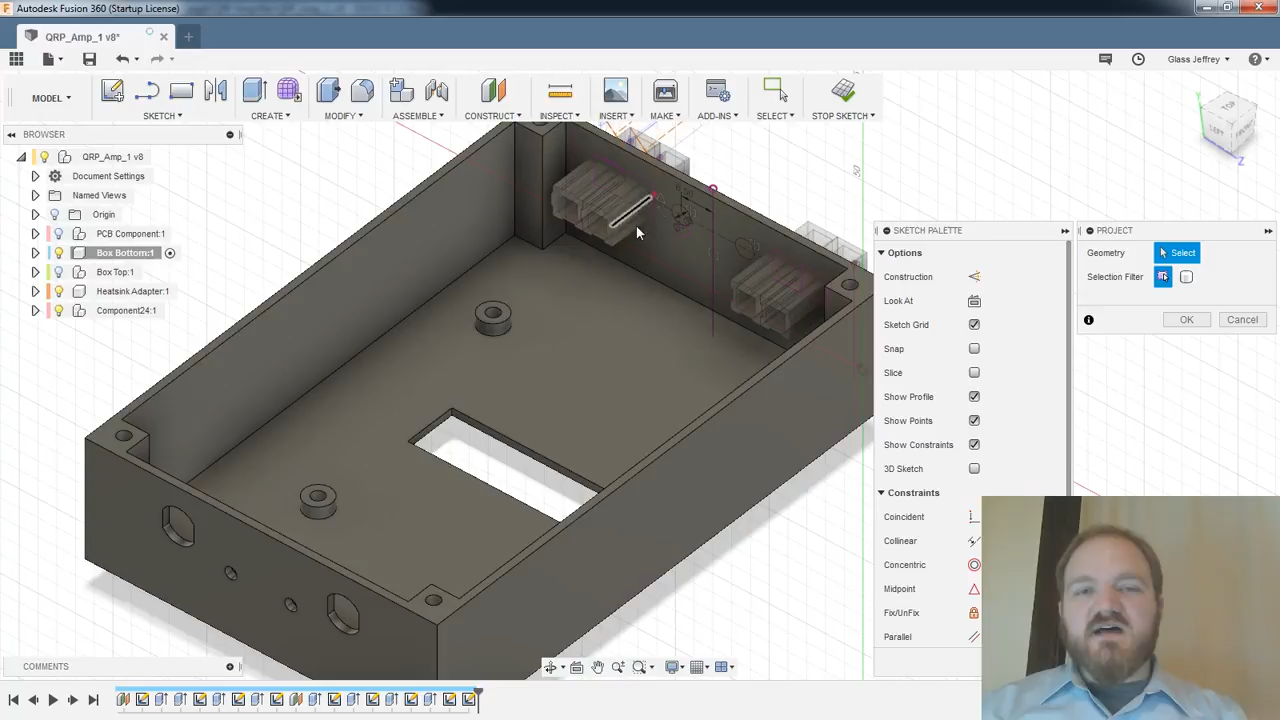 Autodesk Fusion 360 (Startup License)
QRP_Amp_1 v8*
Glass Jeffrey
MODEL
SKETCH
CREATE
MODIFY
ASSEMBLE
CONSTRUCT
INSPECT
INSERT
MAKE
ADD-INS
SELECT
STOP SKETCH
BROWSER
QRP_Amp_1 v8
Document Settings
Named Views
Origin
PCB Component:1
Box Bottom:1
Box Top:1
Heatsink Adapter:1
Component24:1
TOP
LEFT
FRONT
Y
Z
50
SKETCH PALETTE
Options
Construction
Look At
Sketch Grid
Snap
Slice
Show Profile
Show Points
Show Constraints
3D Sketch
Constraints
Coincident
Collinear
Concentric
Midpoint
Fix/UnFix
Parallel
PROJECT
Geometry
Select
Selection Filter
OK
Cancel
COMMENTS